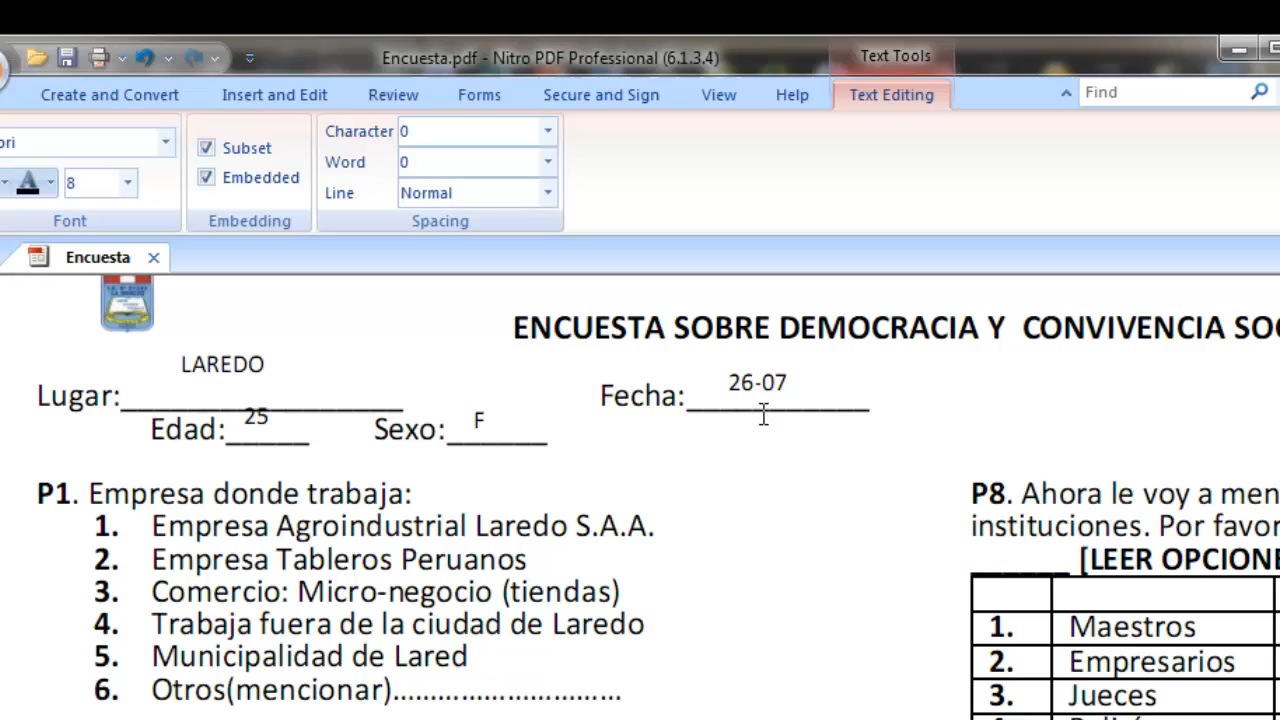 Encuesta.pdf - Nitro PDF Professional (6.1.3.4)
Text Tools
Create and Convert Insert and Edit Review Forms Secure and Sign View Help Text Editing Find
Subset
Embedded
8
Font
Embedding
Character 0
Word 0
Line Normal
Spacing
Encuesta
ENCUESTA SOBRE DEMOCRACIA Y CONVIVENCIA
LAREDO
26-07
Lugar:_________________ Fecha:___________
25
F
Edad:_____ Sexo:______
P1. Empresa donde trabaja:
1. Empresa Agroindustrial Laredo S.A.A.
2. Empresa Tableros Peruanos
3. Comercio: Micro-negocio (tiendas)
4. Trabaja fuera de la ciudad de Laredo
5. Municipalidad de Lared
6. Otros(mencionar)...............................
P8. Ahora le voy a
instituciones. Por
______ [LEER
1. Maestros
2. Empresarios
3. Jueces